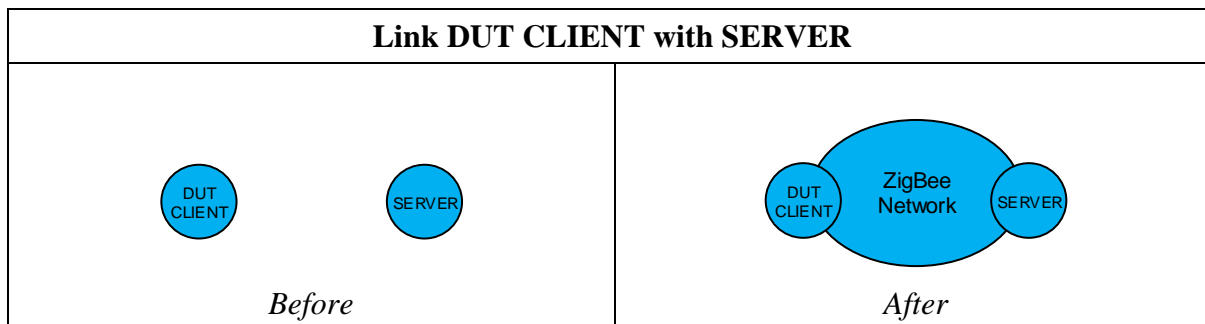 Link DUT CLIENT with SERVER
DUT
CLIENT
SERVER
Before
DUT
CLIENT
ZigBee
Network
SERVER
After